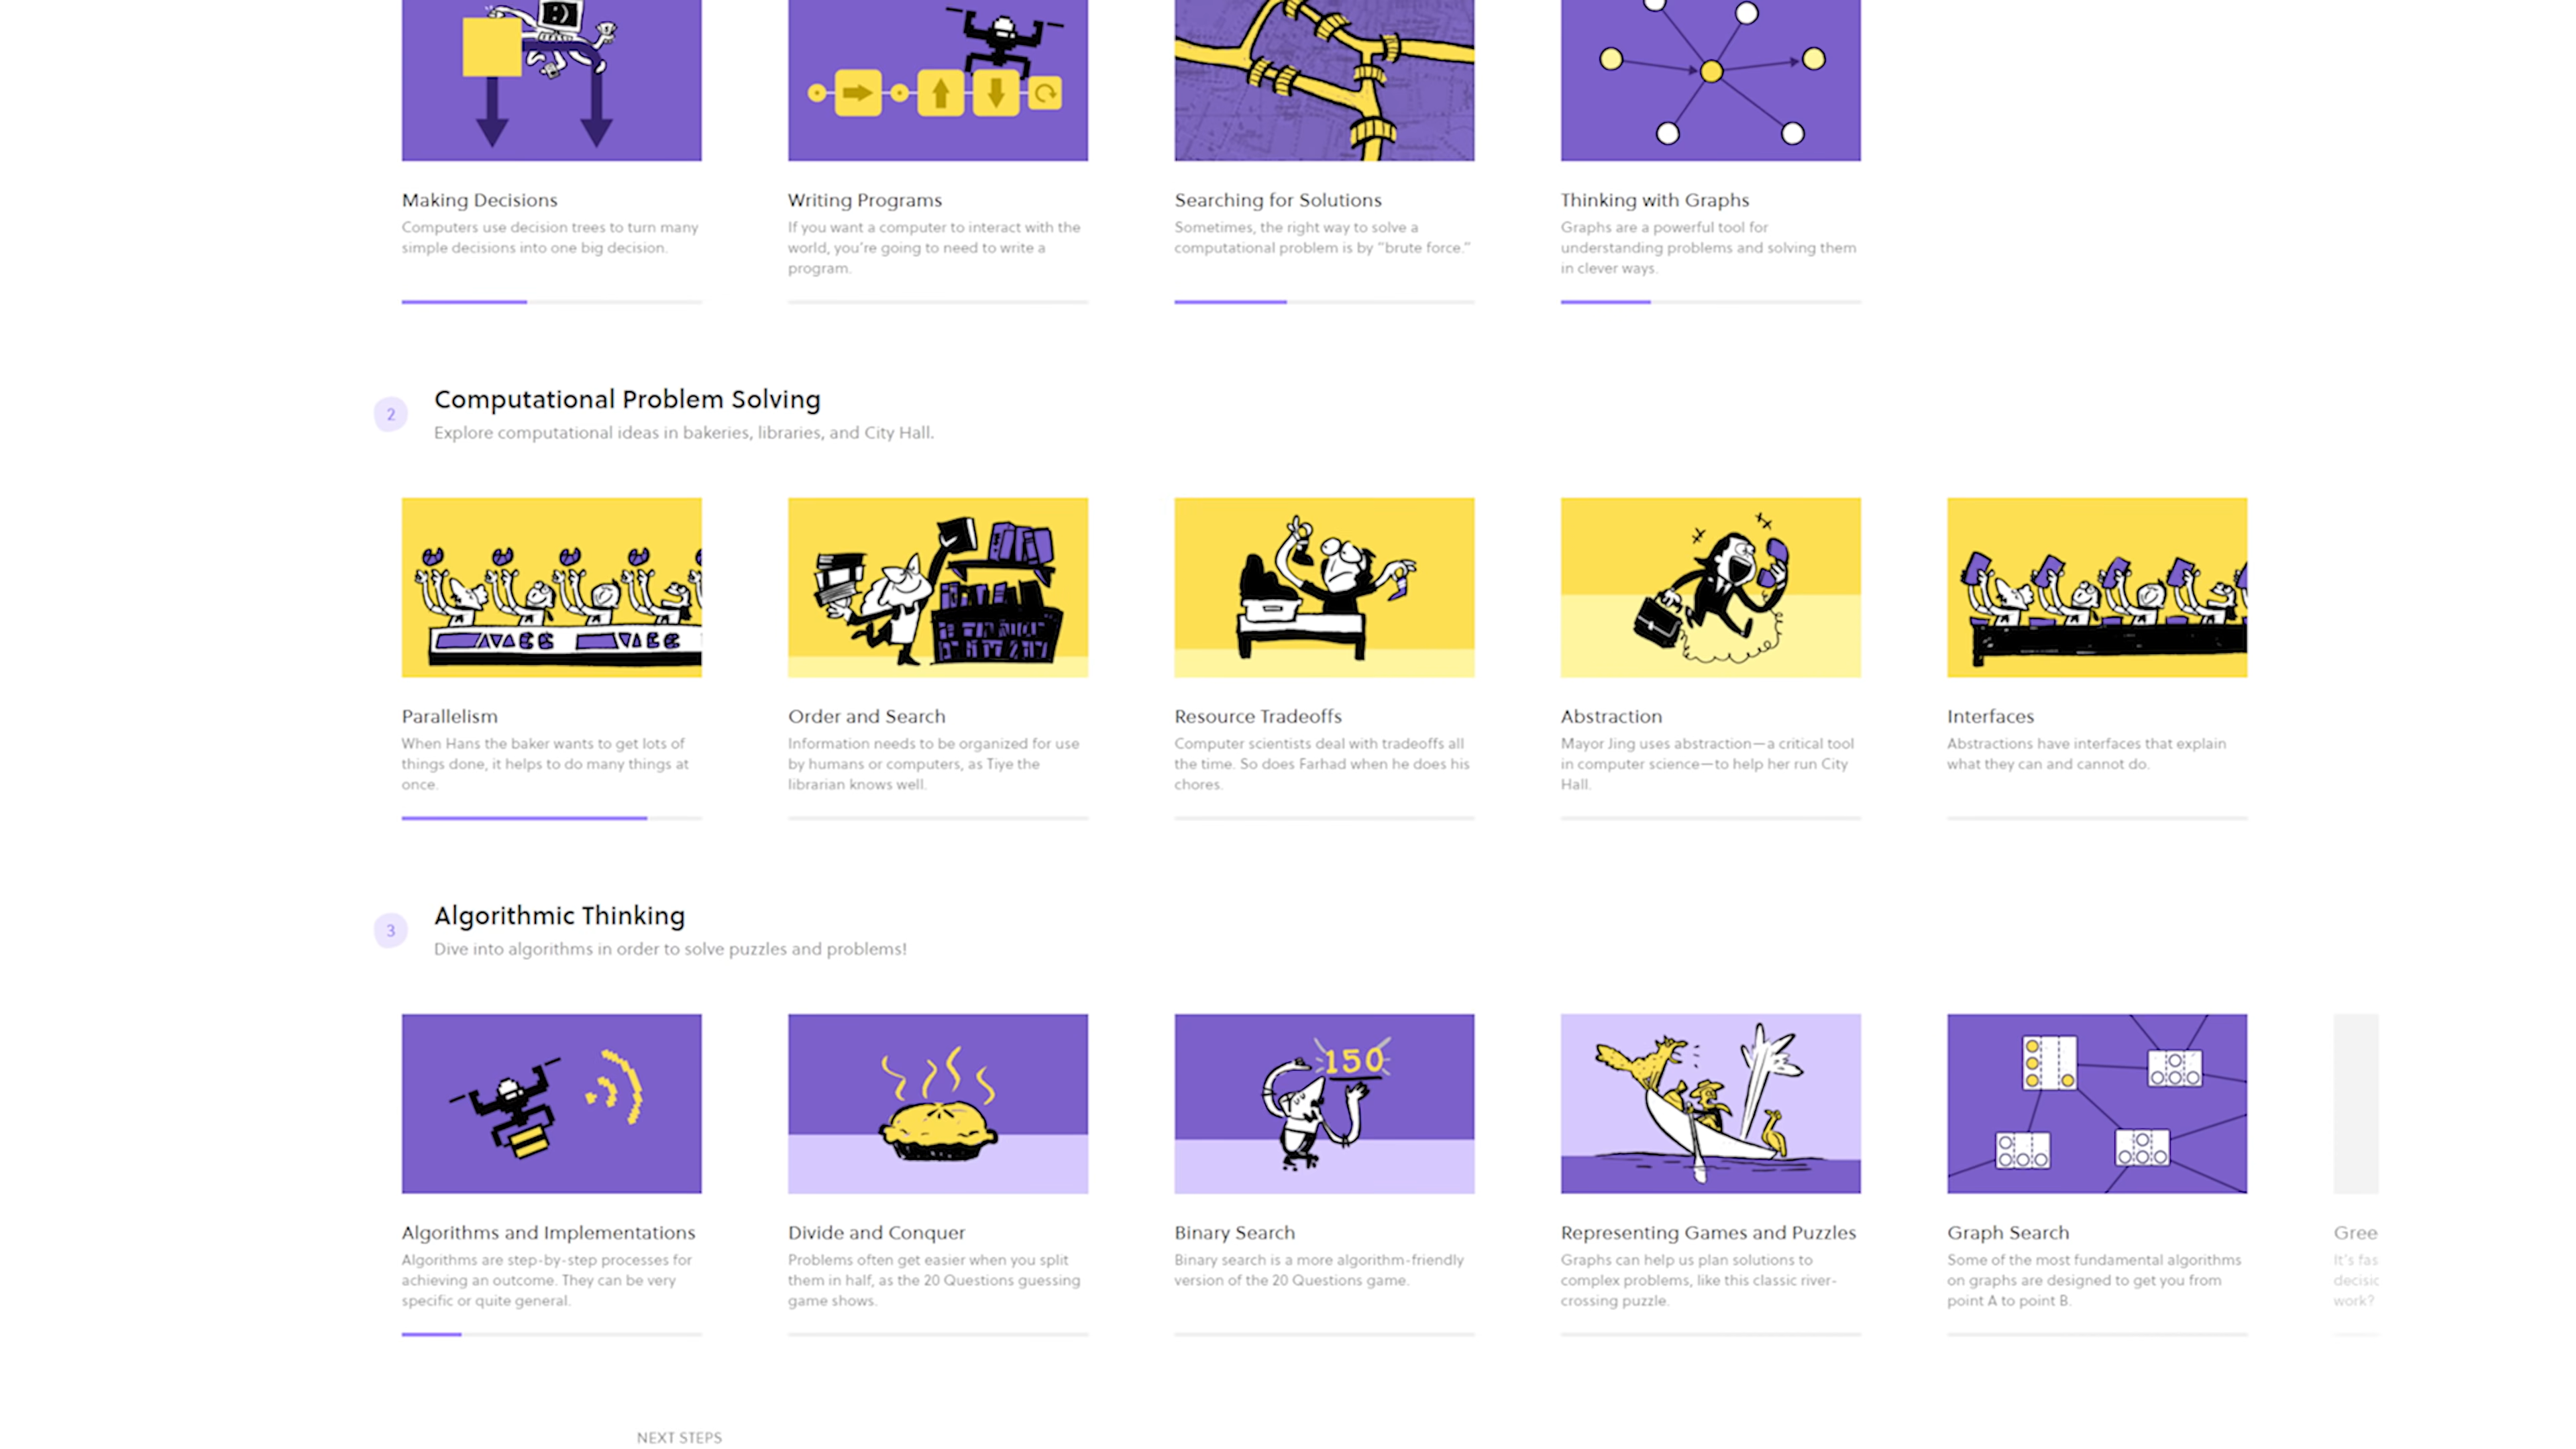 Making Decisions
Computers use decision trees to turn many
simple decisions into one big decision.
Writing Programs
If you want a computer to interact with the
world, you're going to need to write a
program.
Searching for Solutions
Sometimes, the right way to solve a
computational problem is by “brute force.”
Thinking with Graphs
Graphs are a powerful tool for
understanding problems and solving them
in clever ways.
2
Computational Problem Solving
Explore computational ideas in bakeries, libraries, and City Hall.
Parallelism
When Hans the baker wants to get lots of
things done, it helps to do many things at
once.
Order and Search
Information needs to be organized for use
by humans or computers, as Tiye the
librarian knows well.
Resource Tradeoffs
Computer scientists deal with tradeoffs all
the time. So does Farhad when he does his
chores.
Abstraction
Mayor Jing uses abstraction—a critical tool
in computer science—to help her run City
Hall.
Interfaces
Abstractions have interfaces that explain
what they can and cannot do.
3
Algorithmic Thinking
Dive into algorithms in order to solve puzzles and problems!
150
Algorithms and Implementations
Algorithms are step-by-step processes for
achieving an outcome. They can be very
specific or quite general.
Divide and Conquer
Problems often get easier when you split
them in half, as the 20 Questions guessing
game shows.
Binary Search
Binary search is a more algorithm-friendly
version of the 20 Questions game.
Representing Games and Puzzles
Graphs can help us plan solutions to
complex problems, like this classic river-
crossing puzzle.
Graph Search
Some of the most fundamental algorithms
on graphs are designed to get you from
point A to point B.
Gree
It's fas
decisic
work?
NEXT STEPS